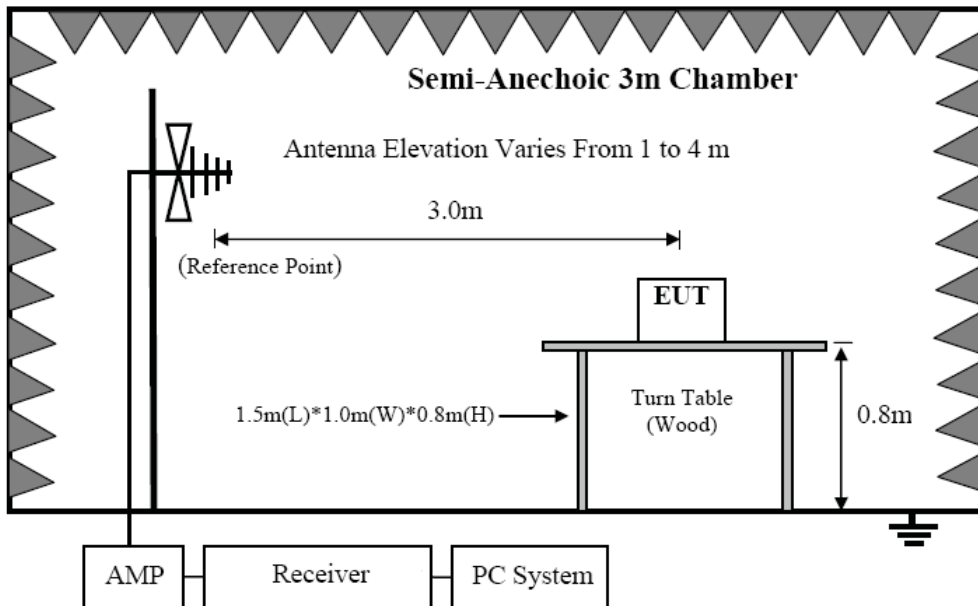 Semi-Anechoic 3m Chamber
Antenna Elevation Varies From 1 to 4 m
3.0m
(Reference Point)
EUT
1.5m(L)*1.0m(W)*0.8m(H)
Turn Table
(Wood)
0.8m
AMP
Receiver
PC System